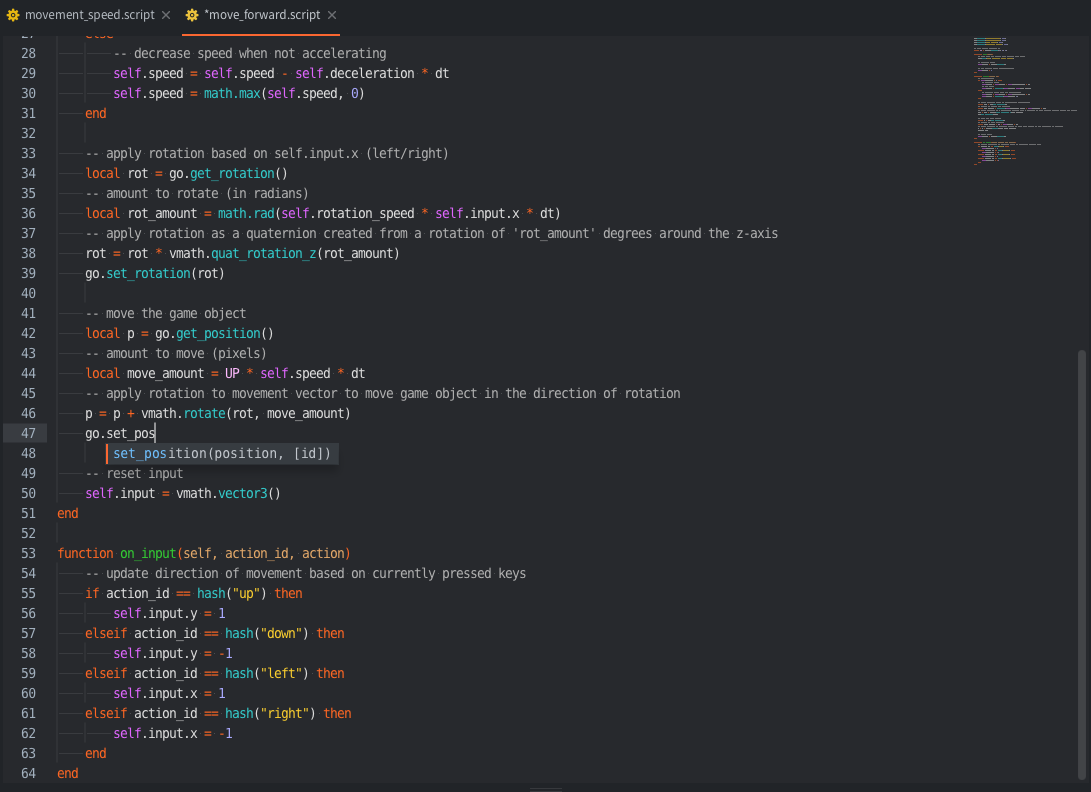 movement_speed.script
*move_forward.script
else
28 -- decrease speed when not accelerating
29 self.speed = self.speed - self.deceleration * dt
30 self.speed = math.max(self.speed, 0)
31 end
32
33 -- apply rotation based on self.input.x (left/right)
34 local rot = go.get_rotation()
35 -- amount to rotate (in radians)
36 local rot_amount = math.rad(self.rotation_speed * self.input.x * dt)
37 -- apply rotation as a quaternion created from a rotation of 'rot_amount' degrees around the z-axis
38 rot = rot * vmath.quat_rotation_z(rot_amount)
39 go.set_rotation(rot)
40
41 -- move the game object
42 local p = go.get_position()
43 -- amount to move (pixels)
44 local move_amount = UP * self.speed * dt
45 -- apply rotation to movement vector to move game object in the direction of rotation
46 p = p + vmath.rotate(rot, move_amount)
47 go.set_pos
48 set_position(position, [id])
49 -- reset input
50 self.input = vmath.vector3()
51 end
52
53 function on_input(self, action_id, action)
54 -- update direction of movement based on currently pressed keys
55 if action_id == hash("up") then
56 self.input.y = 1
57 elseif action_id == hash("down") then
58 self.input.y = -1
59 elseif action_id == hash("left") then
60 self.input.x = 1
61 elseif action_id == hash("right") then
62 self.input.x = -1
63 end
64 end